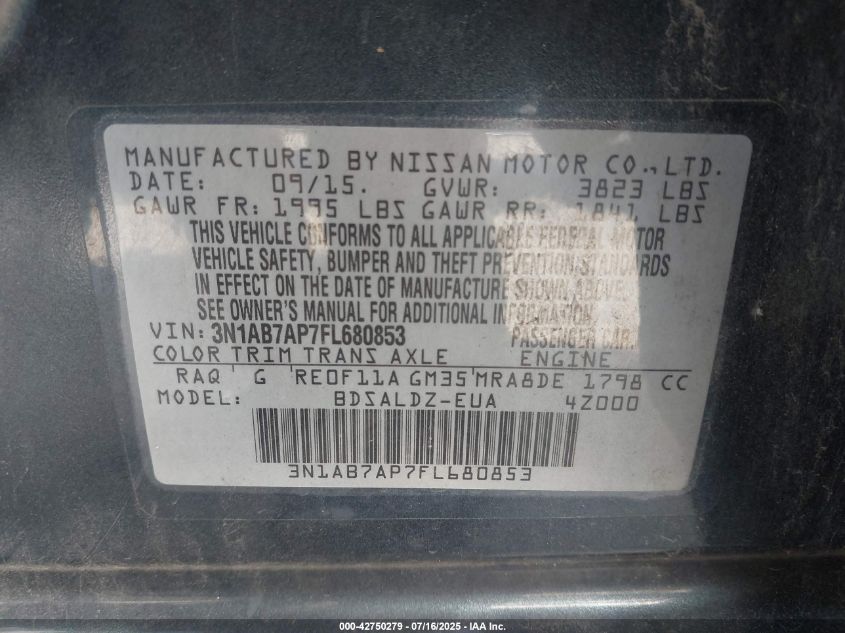 MANUFACTURED BY NISSAN MOTOR CO., LTD.
DATE: 09/15. GVWR: 3823 LBS
GAWR FR: 1995 LBS GAWR RR: 1841 LBS
THIS VEHICLE CONFORMS TO ALL APPLICABLE FEDERAL MOTOR
VEHICLE SAFETY, BUMPER AND THEFT PREVENTION STANDARDS
IN EFFECT ON THE DATE OF MANUFACTURE SHOWN ABOVE.
SEE OWNER'S MANUAL FOR ADDITIONAL INFORMATION.
VIN: 3N1AB7AP7FL680853 PASSENGER CAR.
COLOR TRIM TRANS AXLE ENGINE
RAQ G RE0F11A GM35 MRA8DE 1798 CC
MODEL: BDSALDZ-EUA 4Z000
3N1AB7AP7FL680853
000-42750279 - 07/16/2025 - IAA Inc.